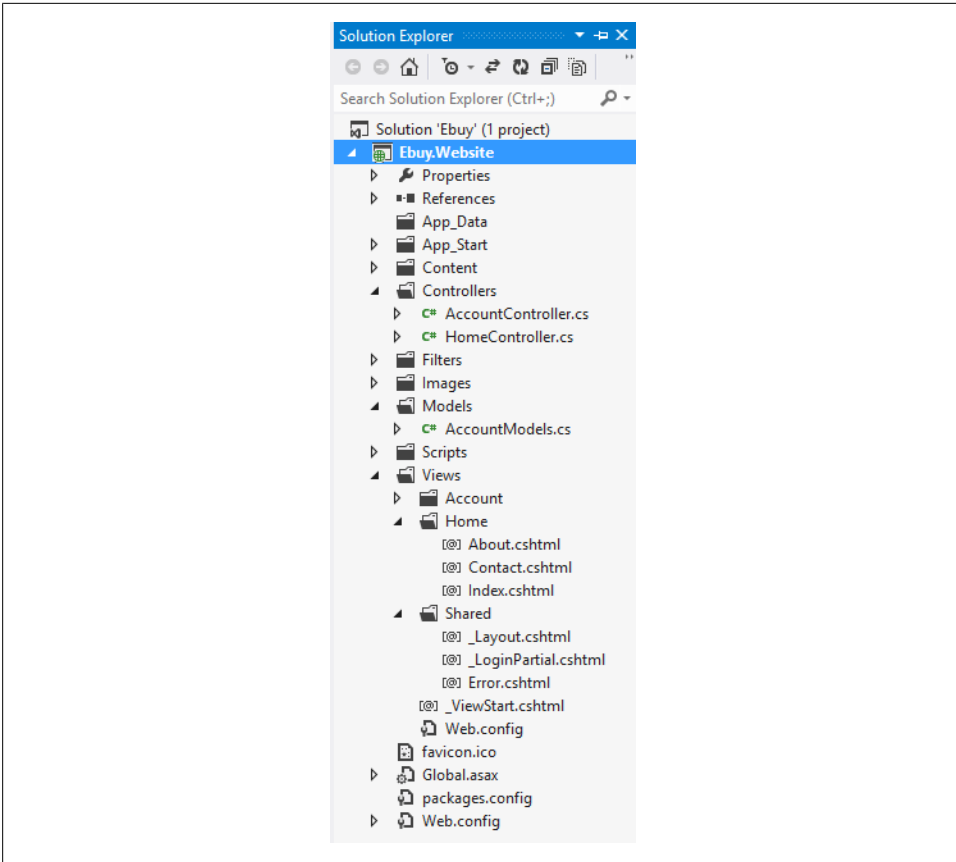 Solution Explorer
Search Solution Explorer (Ctrl+;)
Solution 'Ebuy' (1 project)
Ebuy.Website
Properties
References
App_Data
App_Start
Content
Controllers
C# AccountController.cs
C# HomeController.cs
Filters
Images
Models
C# AccountModels.cs
Scripts
Views
Account
Home
[@] About.cshtml
[@] Contact.cshtml
[@] Index.cshtml
Shared
[@] _Layout.cshtml
[@] _LoginPartial.cshtml
[@] Error.cshtml
[@] _ViewStart.cshtml
Web.config
favicon.ico
Global.asax
packages.config
Web.config